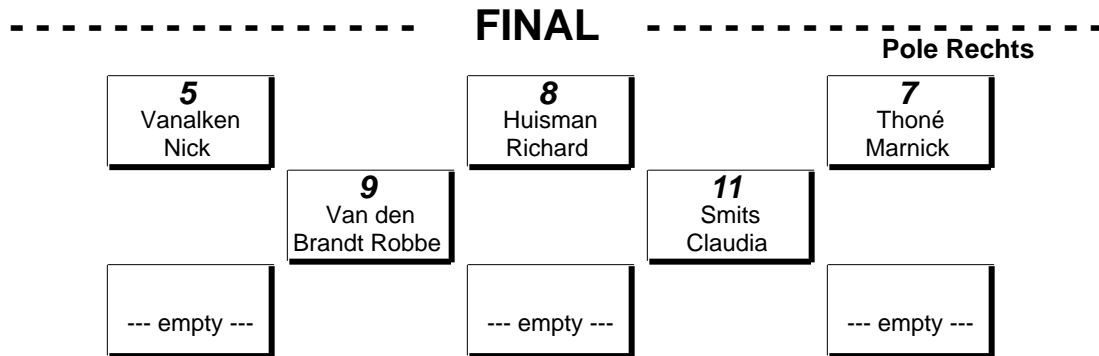 FINAL
Pole Rechts
5
Vanalken
Nick
8
Huisman
Richard
7
Thoné
Marnick
9
Van den
Brandt Robbe
11
Smits
Claudia
--- empty ---
--- empty ---
--- empty ---